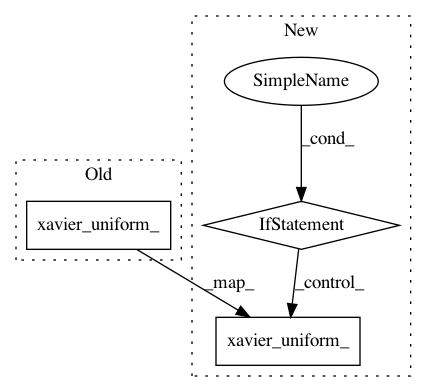 New
SimpleName
_cond_
Old
xavier_uniform_
IfStatement
_map_
_control_
xavier_uniform_